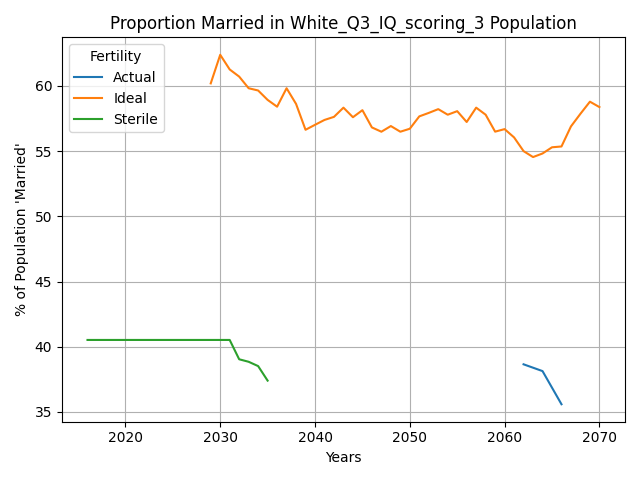 Proportion Married in White_Q3_IQ_scoring_3 Population
Fertility
Actual
Ideal
Sterile
% of Population 'Married'
60
55
50
45
40
35
2020
2030
2040
2050
2060
2070
Years